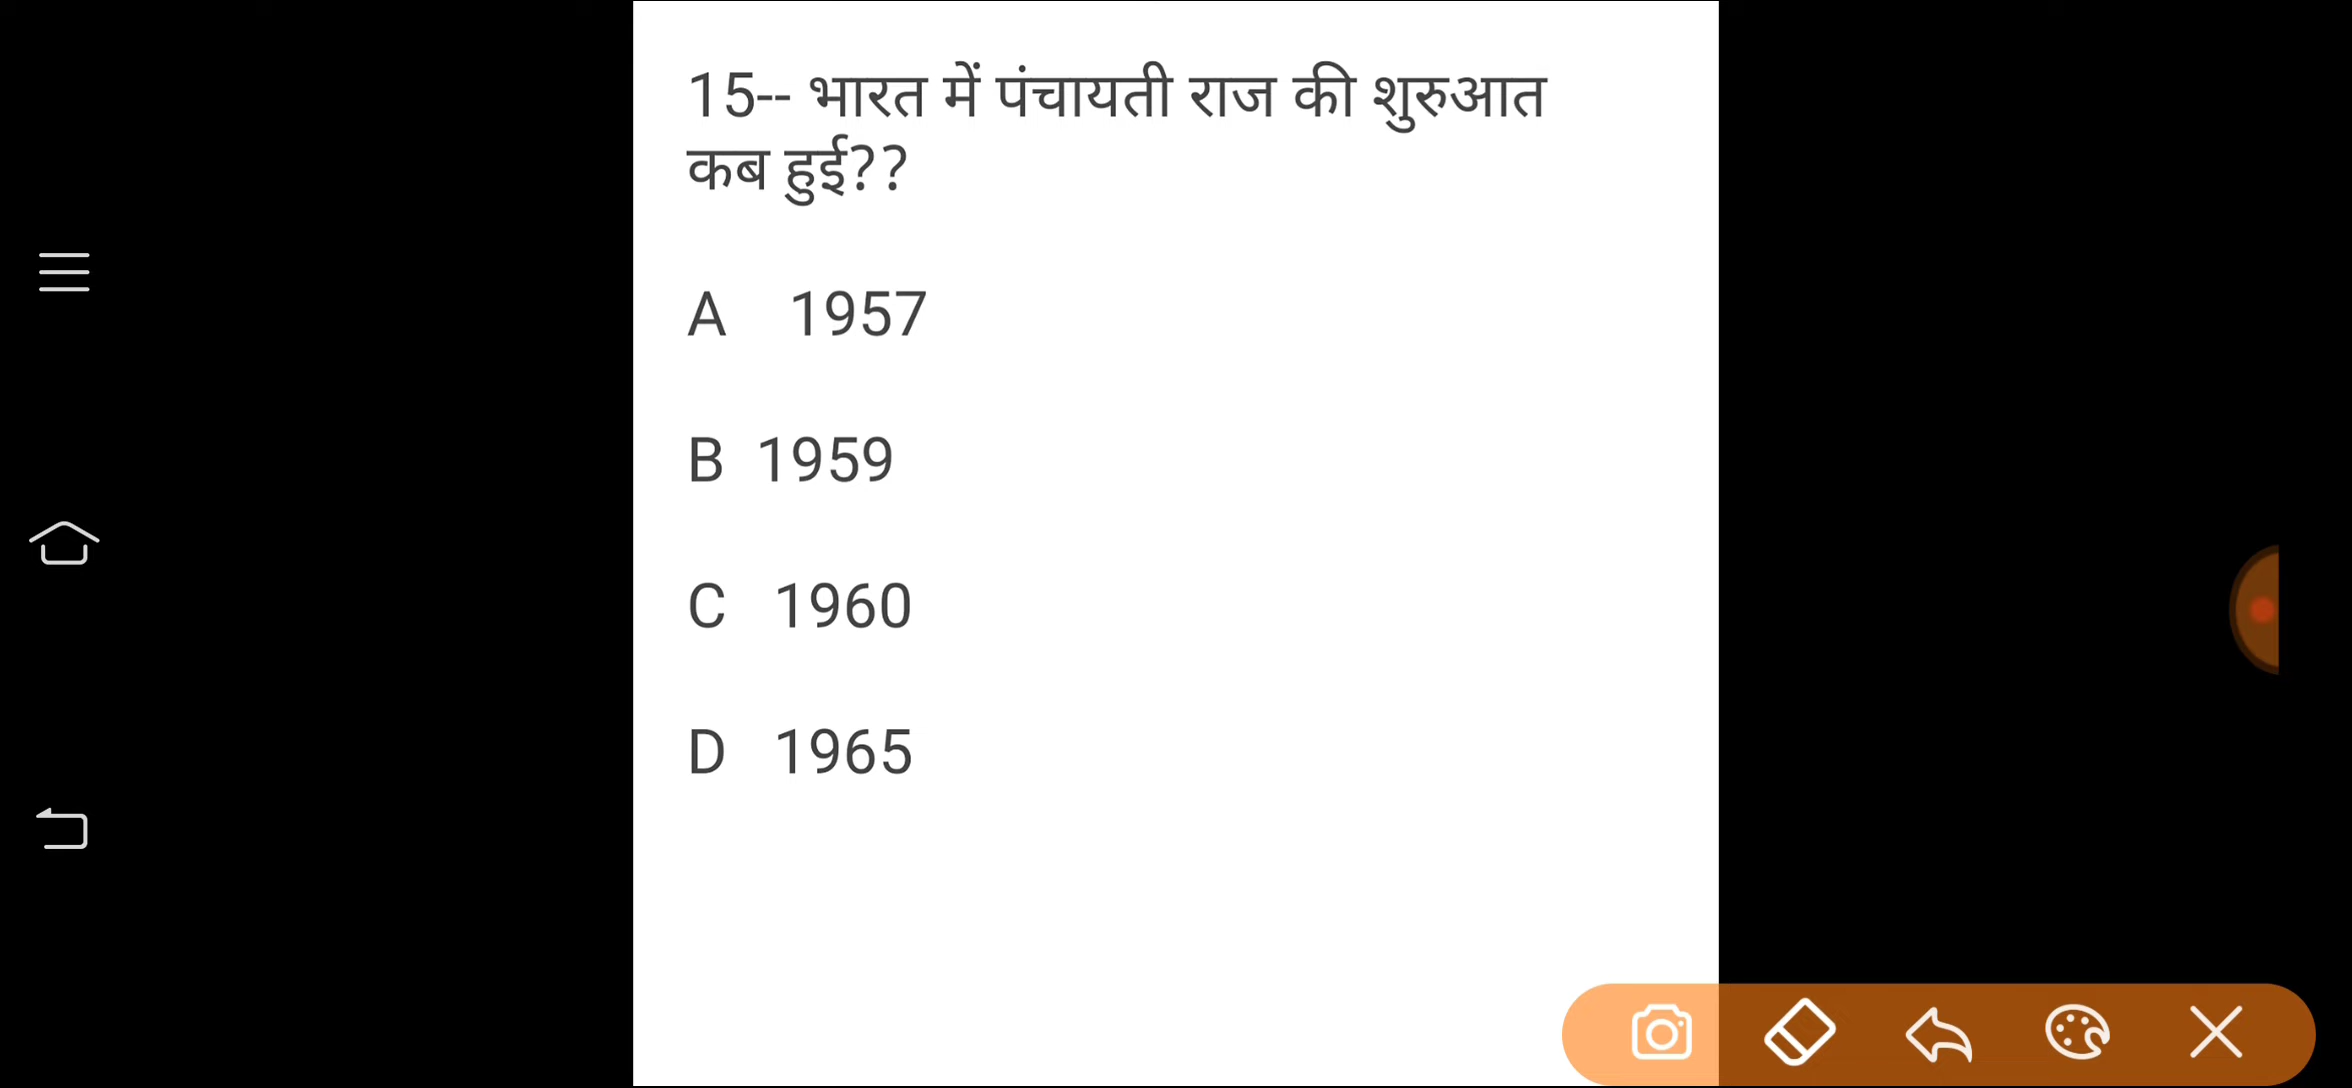 15-- भारत में पंचायती राज की शुरुआत
कब हुई??
A 1957
B 1959
C 1960
D 1965